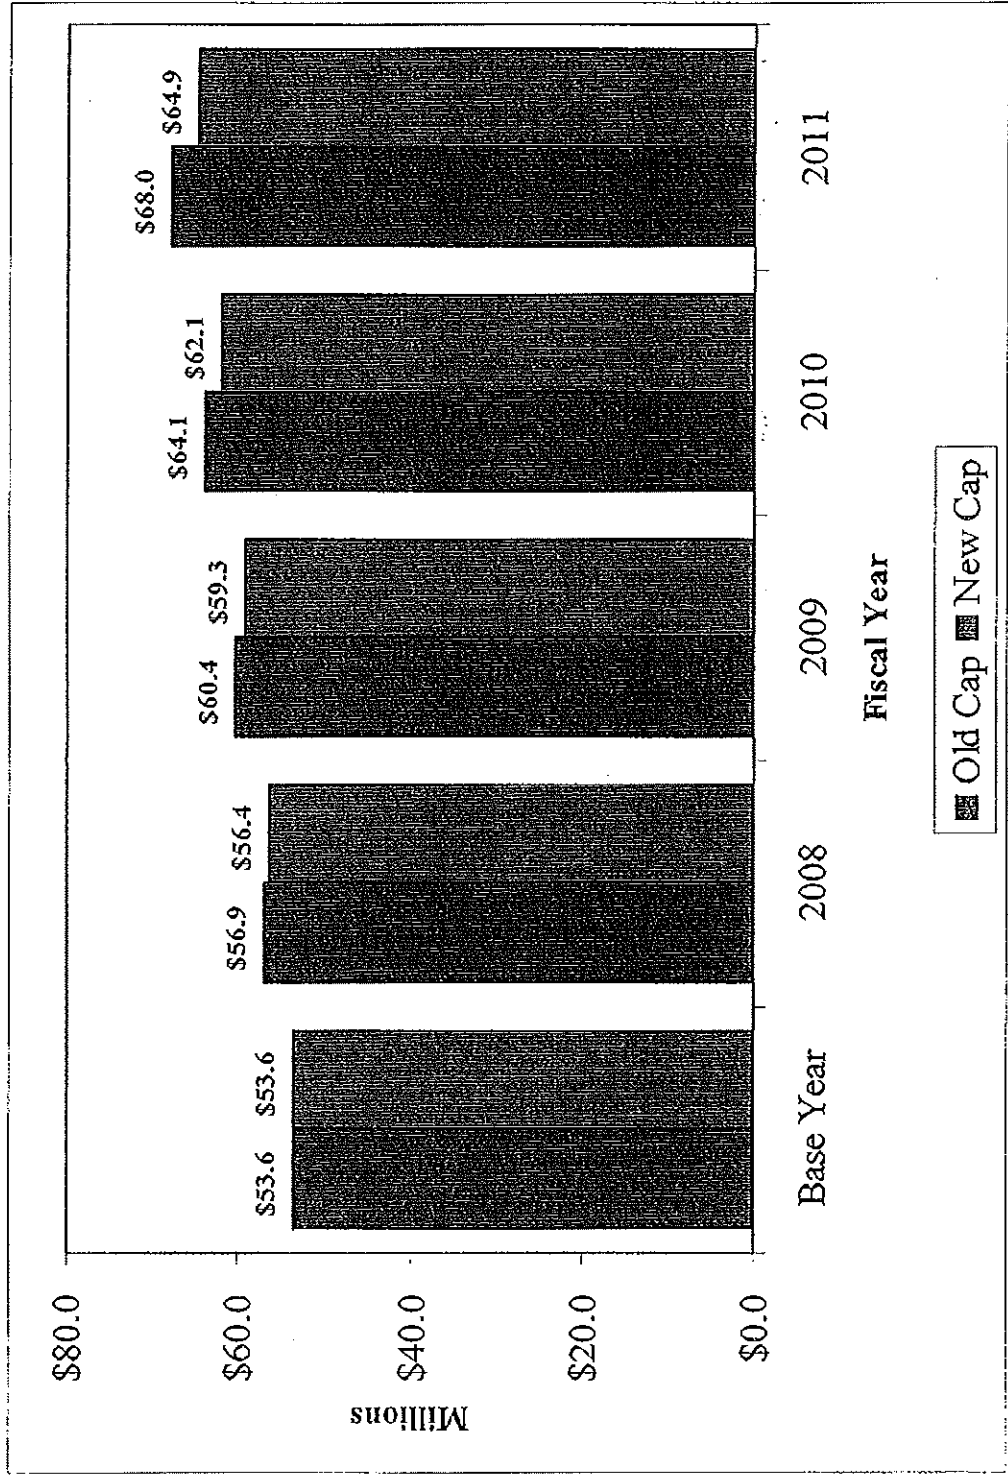 $80.0
$60.0
$40.0
$20.0
$0.0
Millions
$53.6 $53.6
$56.9 $56.4
$60.4 $59.3
$64.1 $62.1
$68.0 $64.9
Base Year 2008 2009 2010 2011
Fiscal Year
Old Cap New Cap